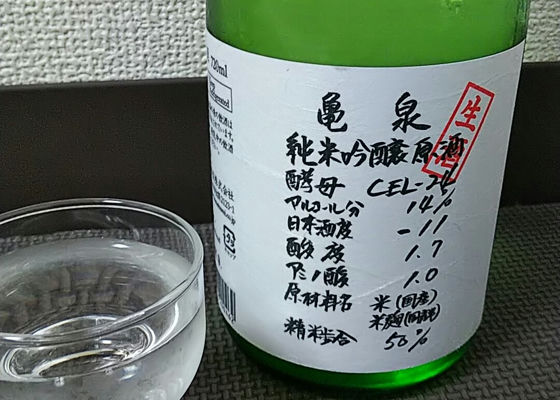 720ml
亀泉
生酒
純米吟醸原酒
酵母 CEL-24
アルコール分 14%
日本酒度 -11
酸度 1.7
アミノ酸 1.0
原材料名 米(国産)
米麹(国産米)
精米歩合 50%